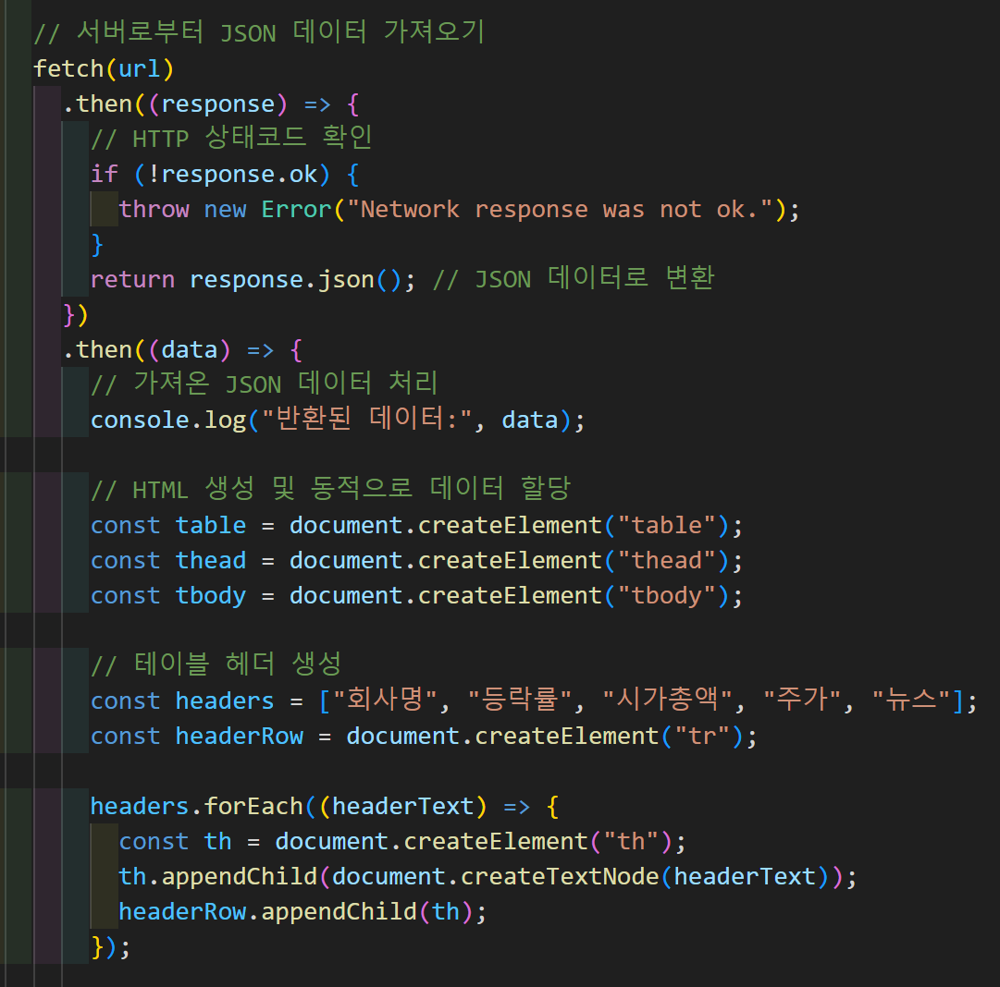 // 서버로부터 JSON 데이터 가져오기
fetch(url)
.then((response) => {
// HTTP 상태코드 확인
if (!response.ok) {
throw new Error("Network response was not ok.");
}
return response.json(); // JSON 데이터로 변환
})
.then((data) => {
// 가져온 JSON 데이터 처리
console.log("반환된 데이터:", data);
// HTML 생성 및 동적으로 데이터 할당
const table = document.createElement("table");
const thead = document.createElement("thead");
const tbody = document.createElement("tbody");
// 테이블 헤더 생성
const headers = ["회사명", "등락률", "시가총액", "주가", "뉴스"];
const headerRow = document.createElement("tr");
headers.forEach((headerText) => {
const th = document.createElement("th");
th.appendChild(document.createTextNode(headerText));
headerRow.appendChild(th);
});